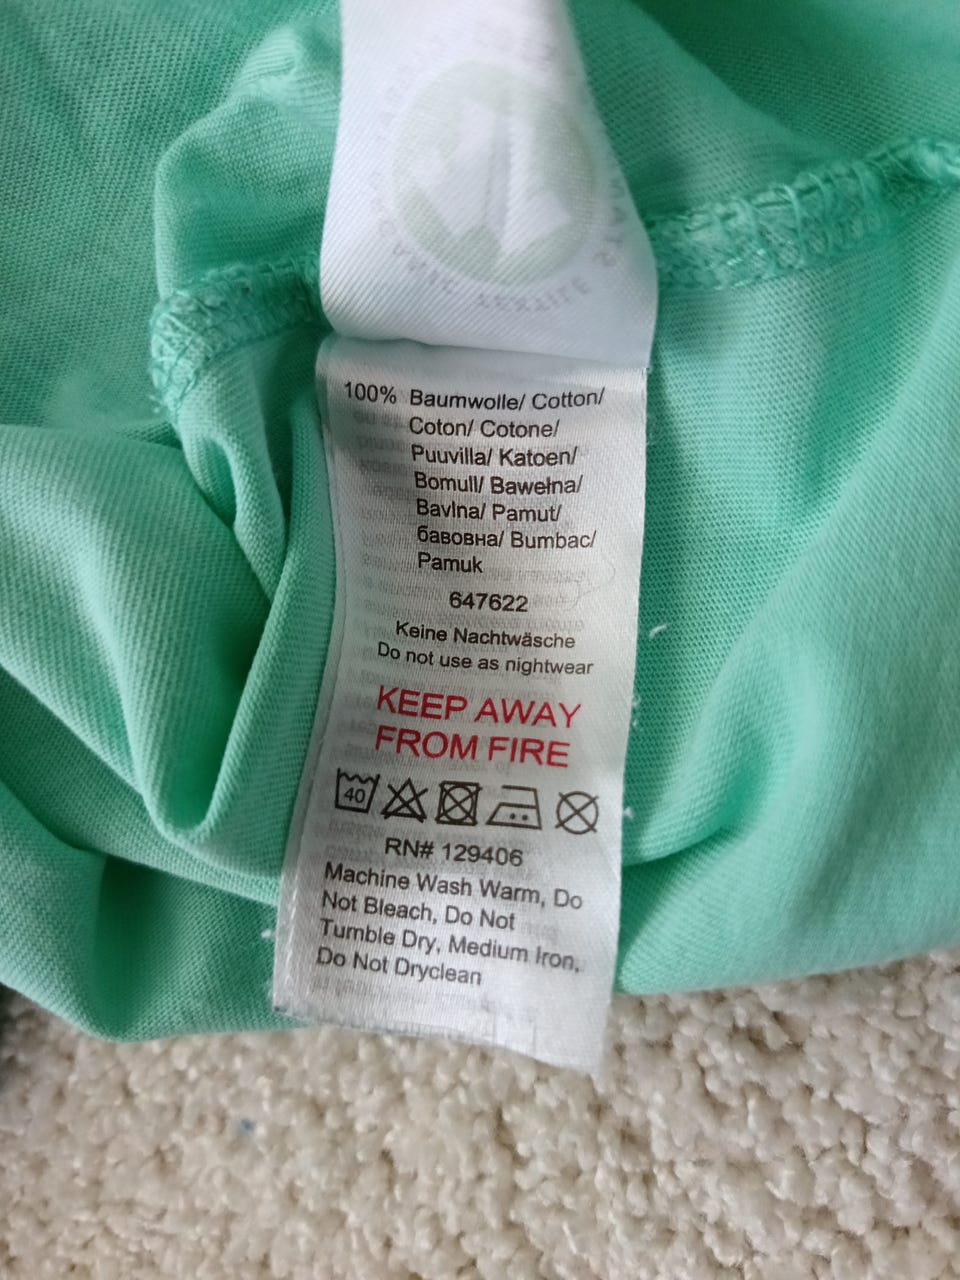 100% Baumwolle/ Cotton/
Coton/ Cotone/
Puuvilla/ Katoen/
Bomull/ Bawełna/
Bavlna/ Pamut/
бавовна/ Bumbac/
Pamuk
647622
Keine Nachtwäsche
Do not use as nightwear
KEEP AWAY
FROM FIRE
40
RN# 129406
Machine Wash Warm, Do
Not Bleach, Do Not
Tumble Dry, Medium Iron,
Do Not Dryclean